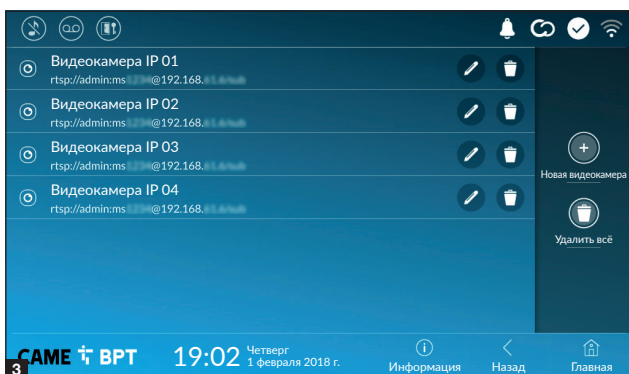 Видеокамера IP 01
rtsp://admin:ms @192.168.
Видеокамера IP 02
rtsp://admin:ms @192.168.
Видеокамера IP 03
rtsp://admin:ms @192.168.
Видеокамера IP 04
rtsp://admin:ms @192.168.
Новая видеокамера
Удалить всё
CAME BPT
19:02
Четверг
1 февраля 2018 г.
Информация
Назад
Главная
3